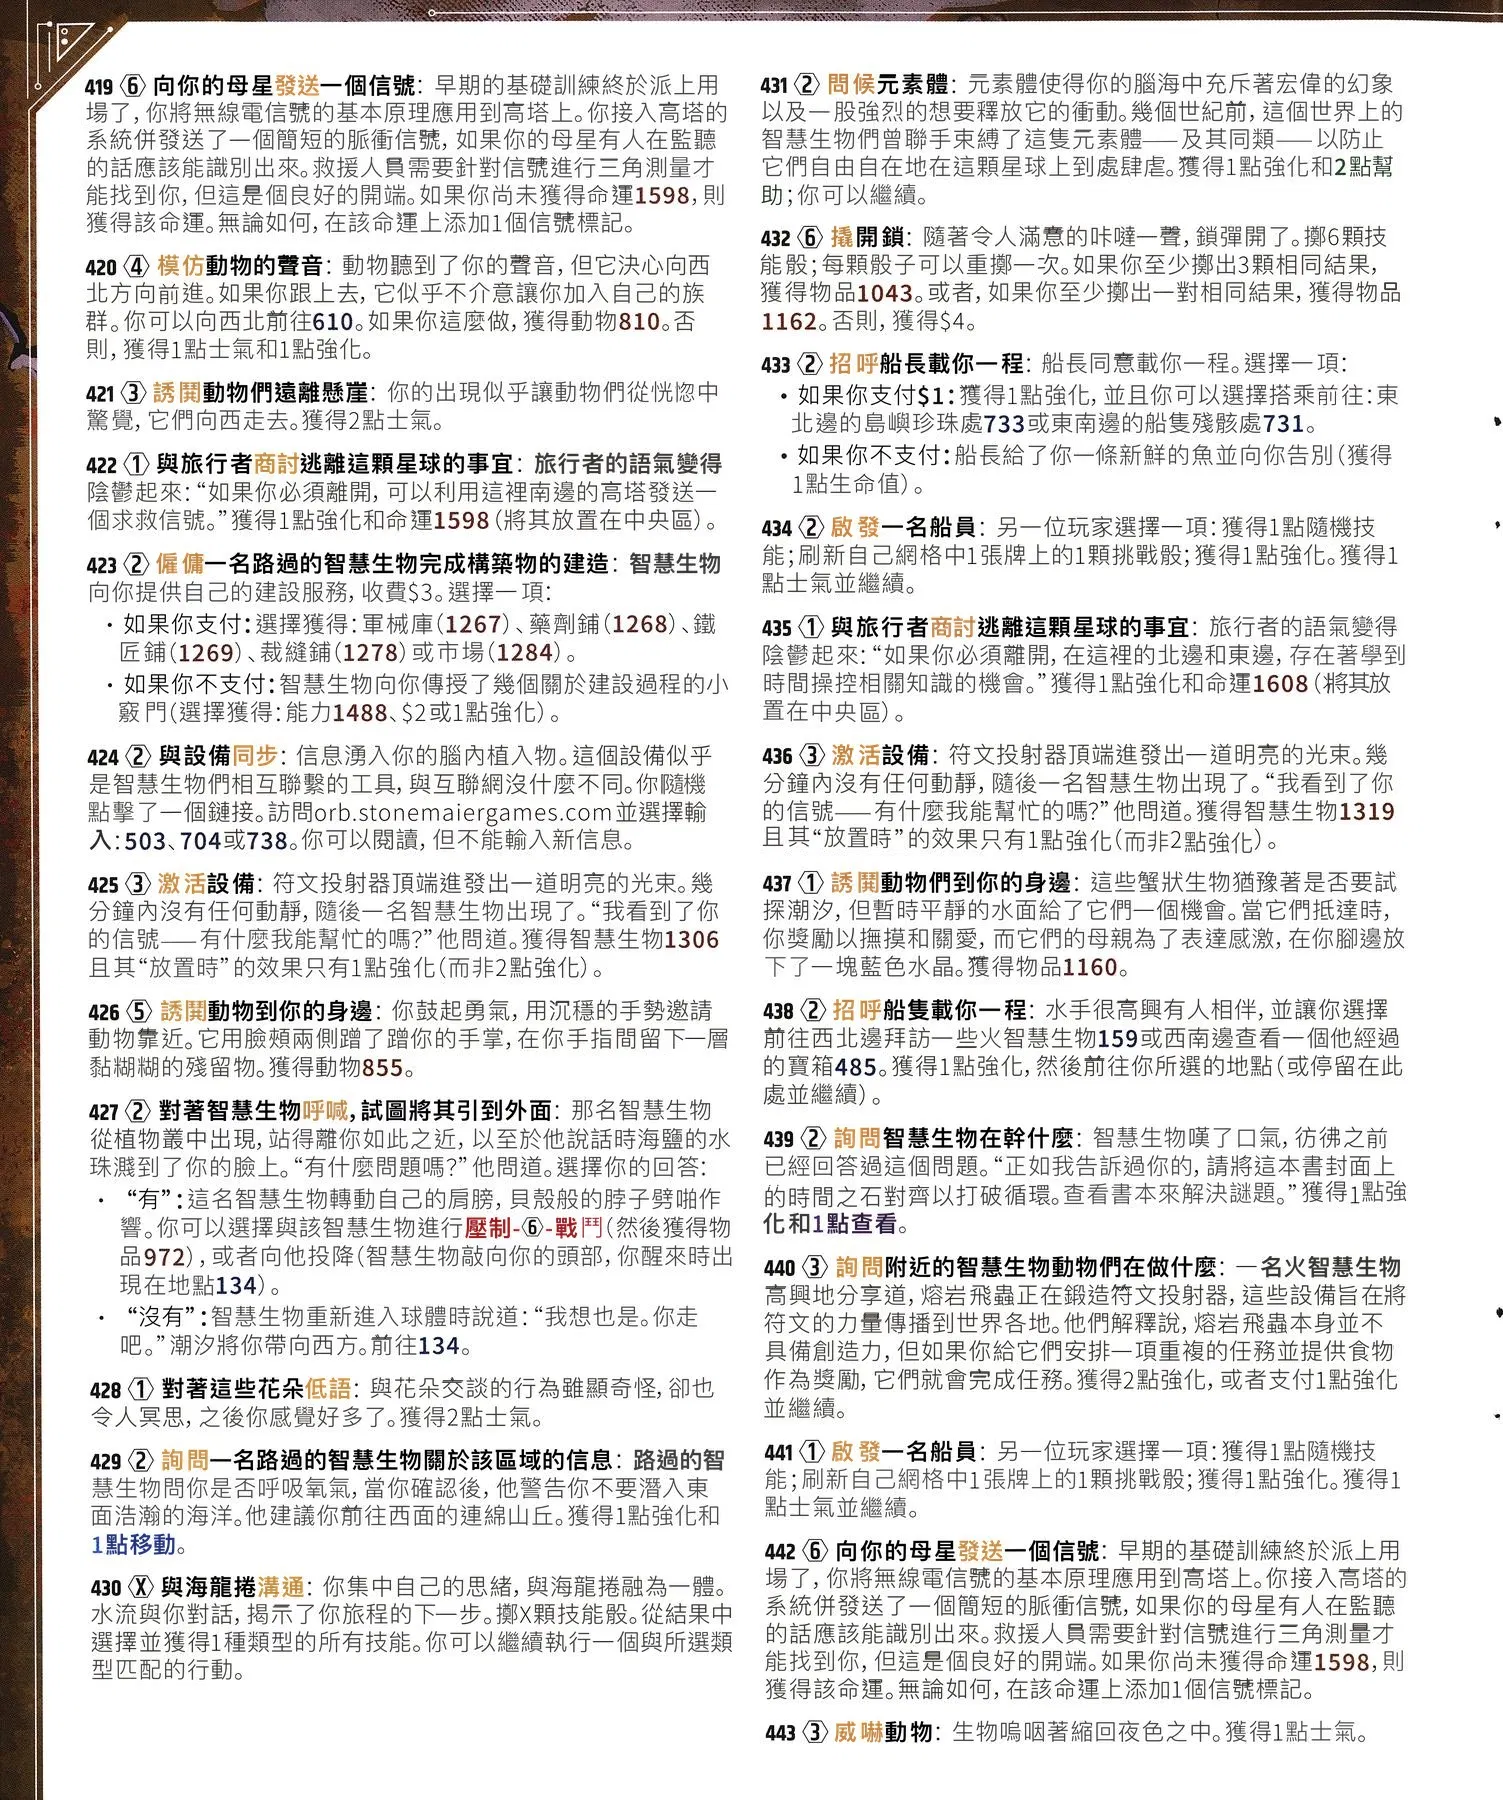 419 ⑥ 向你的母星發送一個信號：早期的基礎訓練終於派上用
場了，你將無線電信號的基本原理應用到高塔上。你接入高塔的
系統併發送了一個簡短的脈衝信號，如果你的母星有人在監聽
的話應該能識別出來。救援人員需要針對信號進行三角測量才
能找到你，但這是個良好的開端。如果你尚未獲得命運1598，則
獲得該命運。無論如何，在該命運上添加1個信號標記。
420 ④ 模仿動物的聲音：動物聽到了你的聲音，但它決心向西
北方向前進。如果你跟上去，它似乎不介意讓你加入自己的族
群。你可以向西北前往610。如果你這麼做，獲得動物810。否
則，獲得1點士氣和1點強化。
421 ③ 誘鬨動物們遠離懸崖：你的出現似乎讓動物們從恍惚中
驚覺，它們向西走去。獲得2點士氣。
422 ① 與旅行者商討逃離這顆星球的事宜：旅行者的語氣變得
陰鬱起來：“如果你必須離開，可以利用這裡南邊的高塔發送一
個求救信號。”獲得1點強化和命運1598（將其放置在中央區）。
423 ② 僱傭一名路過的智慧生物完成構築物的建造：智慧生物
向你提供自己的建設服務，收費$3。選擇一項：
• 如果你支付：選擇獲得：軍械庫（1267）、藥劑鋪（1268）、鐵
匠鋪（1269）、裁縫鋪（1278）或市場（1284）。
• 如果你不支付：智慧生物向你傳授了幾個關於建設過程的小
竅門（選擇獲得：能力1488、$2或1點強化）。
424 ② 與設備同步：信息湧入你的腦內植入物。這個設備似乎
是智慧生物們相互聯繫的工具，與互聯網沒什麼不同。你隨機
點擊了一個鏈接。訪問orb.stonemaiergames.com並選擇輸
入：503、704或738。你可以閱讀，但不能輸入新信息。
425 ③ 激活設備：符文投射器頂端迸發出一道明亮的光束。幾
分鐘內沒有任何動靜，隨後一名智慧生物出現了。“我看到了你
的信號——有什麼我能幫忙的嗎？”他問道。獲得智慧生物1306
且其“放置時”的效果只有1點強化（而非2點強化）。
426 ⑤ 誘鬨動物到你的身邊：你鼓起勇氣，用沉穩的手勢邀請
動物靠近。它用臉頰兩側蹭了蹭你的手掌，在你手指間留下一層
黏糊糊的殘留物。獲得動物855。
427 ② 對著智慧生物呼喊，試圖將其引到外面：那名智慧生物
從植物叢中出現，站得離你如此之近，以至於他說話時海鹽的水
珠濺到了你的臉上。“有什麼問題嗎？”他問道。選擇你的回答：
• “有”：這名智慧生物轉動自己的肩膀，貝殼般的脖子劈啪作
響。你可以選擇與該智慧生物進行壓制-⑥-戰鬥（然後獲得物
品972），或者向他投降（智慧生物敲向你的頭部，你醒來時出
現在地點134）。
• “沒有”：智慧生物重新進入球體時說道：“我想也是。你走
吧。”潮汐將你帶向西方。前往134。
428 ① 對著這些花朵低語：與花朵交談的行為雖顯奇怪，卻也
令人冥思，之後你感覺好多了。獲得2點士氣。
429 ② 詢問一名路過的智慧生物關於該區域的信息：路過的智
慧生物問你是否呼吸氧氣，當你確認後，他警告你不要潛入東
面浩瀚的海洋。他建議你前往西面的連綿山丘。獲得1點強化和
1點移動。
430 Ⓧ 與海龍捲溝通：你集中自己的思緒，與海龍捲融為一體。
水流與你對話，揭示了你旅程的下一步。擲X顆技能骰。從結果中
選擇並獲得1種類型的所有技能。你可以繼續執行一個與所選類
型匹配的行動。
431 ② 問候元素體：元素體使得你的腦海中充斥著宏偉的幻象
以及一股強烈的想要釋放它的衝動。幾個世紀前，這個世界上的
智慧生物們曾聯手束縛了這隻元素體——及其同類——以防止
它們自由自在地在這顆星球上到處肆虐。獲得1點強化和2點幫
助；你可以繼續。
432 ⑥ 撬開鎖：隨著令人滿意的咔噠一聲，鎖彈開了。擲6顆技
能骰；每顆骰子可以重擲一次。如果你至少擲出3顆相同結果，
獲得物品1043。或者，如果你至少擲出一對相同結果，獲得物品
1162。否則，獲得$4。
433 ② 招呼船長載你一程：船長同意載你一程。選擇一項：
• 如果你支付$1：獲得1點強化，並且你可以選擇搭乘前往：東
北邊的島嶼珍珠處733或東南邊的船隻殘骸處731。
• 如果你不支付：船長給了你一條新鮮的魚並向你告別（獲得
1點生命值）。
434 ② 啟發一名船員：另一位玩家選擇一項：獲得1點隨機技
能；刷新自己網格中1張牌上的1顆挑戰骰；獲得1點強化。獲得1
點士氣並繼續。
435 ① 與旅行者商討逃離這顆星球的事宜：旅行者的語氣變得
陰鬱起來：“如果你必須離開，在這裡的北邊和東邊，存在著學到
時間操控相關知識的機會。”獲得1點強化和命運1608（將其放
置在中央區）。
436 ③ 激活設備：符文投射器頂端迸發出一道明亮的光束。幾
分鐘內沒有任何動靜，隨後一名智慧生物出現了。“我看到了你
的信號——有什麼我能幫忙的嗎？”他問道。獲得智慧生物1319
且其“放置時”的效果只有1點強化（而非2點強化）。
437 ① 誘鬨動物們到你的身邊：這些蟹狀生物猶豫著是否要試
探潮汐，但暫時平靜的水面給了它們一個機會。當它們抵達時，
你獎勵以撫摸和關愛，而它們的母親為了表達感激，在你腳邊放
下了一塊藍色水晶。獲得物品1160。
438 ② 招呼船隻載你一程：水手很高興有人相伴，並讓你選擇
前往西北邊拜訪一些火智慧生物159或西南邊查看一個他經過
的寶箱485。獲得1點強化，然後前往你所選的地點（或停留在此
處並繼續）。
439 ② 詢問智慧生物在幹什麼：智慧生物嘆了口氣，彷彿之前
已經回答過這個問題。“正如我告訴過你的，請將這本書封面上
的時間之石對齊以打破循環。查看書本來解決謎題。”獲得1點強
化和1點查看。
440 ③ 詢問附近的智慧生物動物們在做什麼：一名火智慧生物
高興地分享道，熔岩飛蟲正在鍛造符文投射器，這些設備旨在將
符文的力量傳播到世界各地。他們解釋說，熔岩飛蟲本身並不
具備創造力，但如果你給它們安排一項重複的任務並提供食物
作為獎勵，它們就會完成任務。獲得2點強化，或者支付1點強化
並繼續。
441 ① 啟發一名船員：另一位玩家選擇一項：獲得1點隨機技
能；刷新自己網格中1張牌上的1顆挑戰骰；獲得1點強化。獲得1
點士氣並繼續。
442 ⑥ 向你的母星發送一個信號：早期的基礎訓練終於派上用
場了，你將無線電信號的基本原理應用到高塔上。你接入高塔的
系統併發送了一個簡短的脈衝信號，如果你的母星有人在監聽
的話應該能識別出來。救援人員需要針對信號進行三角測量才
能找到你，但這是個良好的開端。如果你尚未獲得命運1598，則
獲得該命運。無論如何，在該命運上添加1個信號標記。
443 ③ 威嚇動物：生物嗚咽著縮回夜色之中。獲得1點士氣。